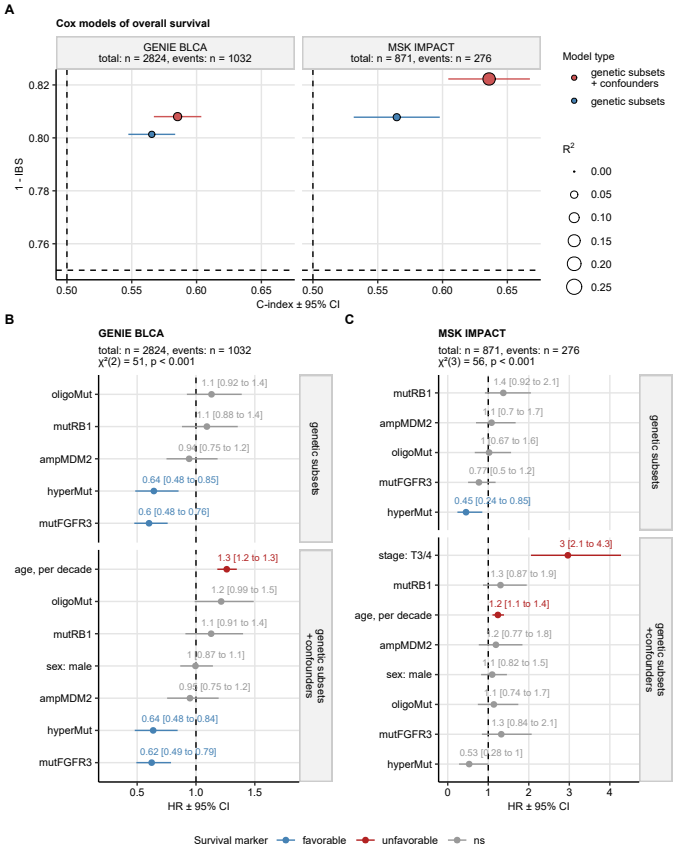 A
Cox models of overall survival
GENIE BLCA
total: n = 2824, events: n = 1032
MSK IMPACT
total: n = 871, events: n = 276
1 - IBS
0.82
0.80
0.78
0.76
0.50
0.55
0.60
0.65
0.50
0.55
0.60
0.65
C-index ± 95% CI
Model type
genetic subsets
+ confounders
genetic subsets
R²
0.00
0.05
0.10
0.15
0.20
0.25
B
GENIE BLCA
total: n = 2824, events: n = 1032
χ²(2) = 51, p < 0.001
oligoMut 1.1 [0.92 to 1.4]
mutRB1 1.1 [0.88 to 1.4]
ampMDM2 0.94 [0.75 to 1.2]
hyperMut 0.64 [0.48 to 0.85]
mutFGFR3 0.6 [0.48 to 0.76]
genetic subsets
age, per decade 1.3 [1.2 to 1.3]
oligoMut 1.2 [0.99 to 1.5]
mutRB1 1.1 [0.91 to 1.4]
sex: male 1 [0.87 to 1.1]
ampMDM2 0.95 [0.75 to 1.2]
hyperMut 0.64 [0.48 to 0.84]
mutFGFR3 0.62 [0.49 to 0.79]
genetic subsets
+confounders
0.5
1.0
1.5
HR ± 95% CI
C
MSK IMPACT
total: n = 871, events: n = 276
χ²(3) = 56, p < 0.001
mutRB1 1.4 [0.92 to 2.1]
ampMDM2 1.1 [0.7 to 1.7]
oligoMut 1 [0.67 to 1.6]
mutFGFR3 0.77 [0.5 to 1.2]
hyperMut 0.45 [0.24 to 0.85]
genetic subsets
stage: T3/4 3 [2.1 to 4.3]
mutRB1 1.3 [0.87 to 1.9]
age, per decade 1.2 [1.1 to 1.4]
ampMDM2 1.2 [0.77 to 1.8]
sex: male 1.1 [0.82 to 1.5]
oligoMut 1.1 [0.74 to 1.7]
mutFGFR3 1.3 [0.84 to 2.1]
hyperMut 0.53 [0.28 to 1]
genetic subsets
+confounders
0
1
2
3
4
HR ± 95% CI
Survival marker favorable unfavorable ns